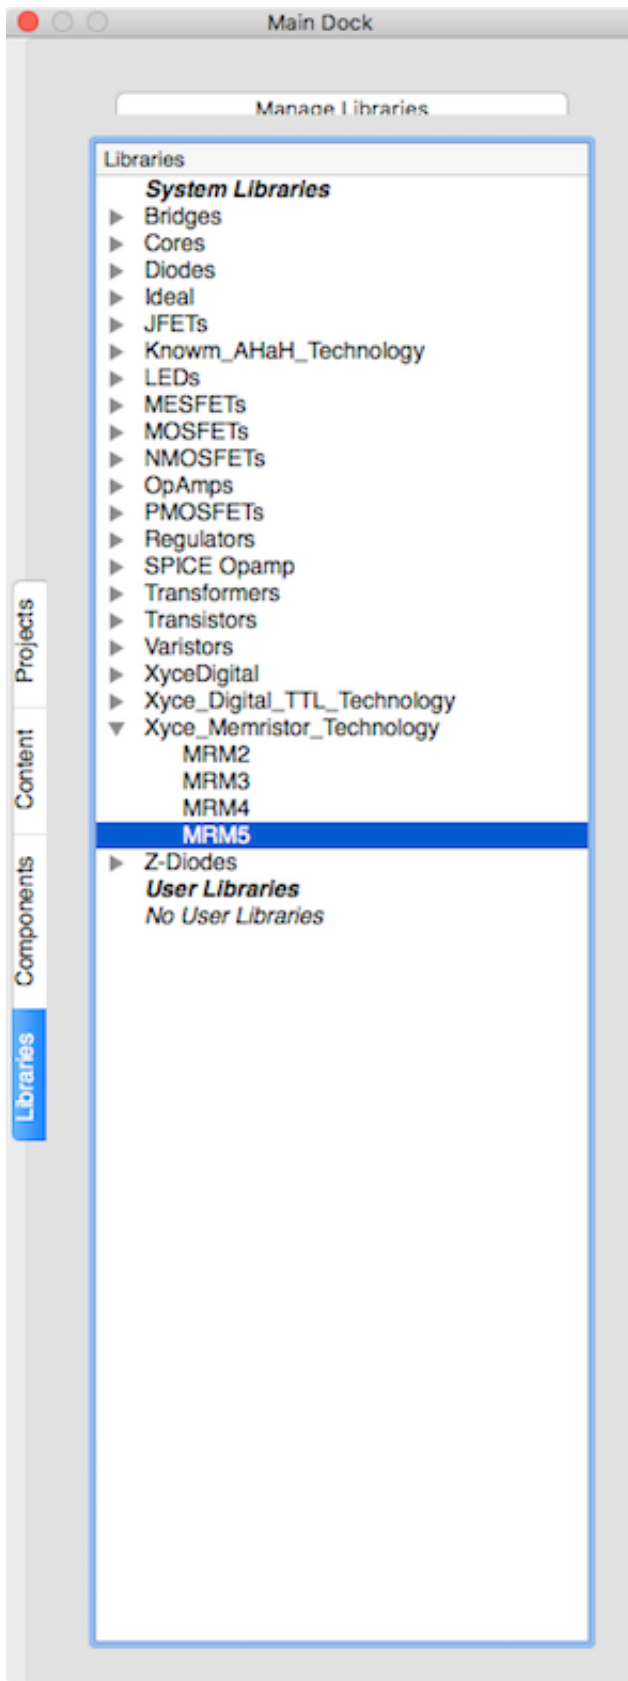 Main Dock
Manage Libraries
Libraries
System Libraries
Bridges
Cores
Diodes
Ideal
JFETs
Knowm_AHaH_Technology
LEDs
MESFETs
MOSFETs
NMOSFETs
OpAmps
PMOSFETs
Regulators
SPICE Opamp
Transformers
Transistors
Varistors
XyceDigital
Xyce_Digital_TTL_Technology
Xyce_Memristor_Technology
MRM2
MRM3
MRM4
MRM5
Z-Diodes
User Libraries
No User Libraries
Projects
Content
Components
Libraries